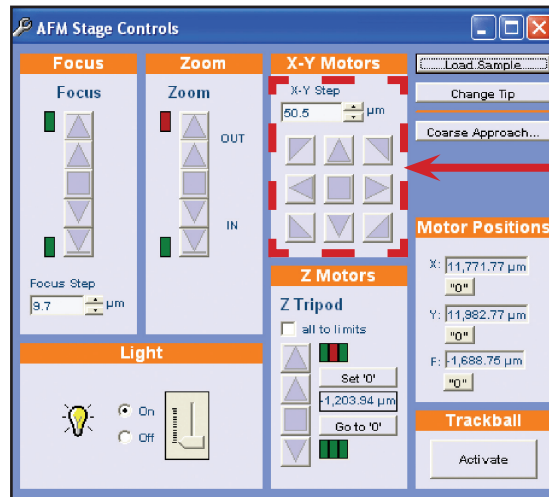 AFM Stage Controls
Focus
Focus
Focus Step
9.7 µm
Zoom
Zoom
OUT
IN
X-Y Motors
X-Y Step
50.5 µm
Load Sample
Change Tip
Coarse Approach...
Z Motors
Z Tripod
all to limits
Set '0'
-1,203.94 µm
Go to '0'
Motor Positions
X: 11,771.77 µm
"0"
Y: 11,982.77 µm
"0"
F: -1,688.75 µm
"0"
Light
On
Off
Trackball
Activate